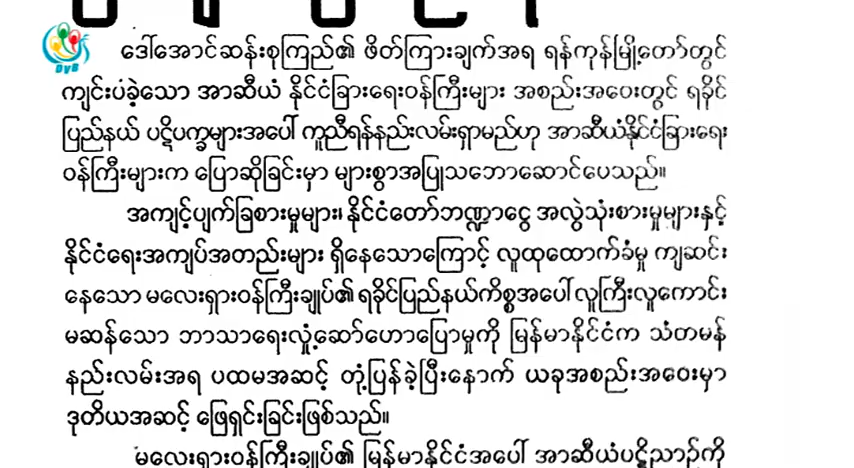 DVB
ဒေါ်အောင်ဆန်းစုကြည်၏ ဖိတ်ကြားချက်အရ ရန်ကုန်မြို့တော်တွင်
ကျင်းပခဲ့သော အာဆီယံ နိုင်ငံခြားရေးဝန်ကြီးများ အစည်းအဝေးတွင် ရခိုင်
ပြည်နယ် ပဋိပက္ခများအပေါ် ကူညီရန်နည်းလမ်းရှာမည်ဟု အာဆီယံနိုင်ငံခြားရေး
ဝန်ကြီးများက ပြောဆိုခြင်းမှာ များစွာအပြုသဘောဆောင်ပေသည်။
အကျင့်ပျက်ခြစားမှုများ၊ နိုင်ငံတော်ဘဏ္ဍာငွေ အလွဲသုံးစားမှုများနှင့်
နိုင်ငံရေးအကျပ်အတည်းများ ရှိနေသောကြောင့် လူထုထောက်ခံမှု ကျဆင်း
နေသော မလေးရှားဝန်ကြီးချုပ်၏ ရခိုင်ပြည်နယ်ကိစ္စအပေါ် လူကြီးလူကောင်း
မဆန်သော ဘာသာရေးလှုံ့ဆော်ဟောပြောမှုကို မြန်မာနိုင်ငံက သံတမန်
နည်းလမ်းအရ ပထမအဆင့် တုံ့ပြန်ခဲ့ပြီးနောက် ယခုအစည်းအဝေးမှာ
ဒုတိယအဆင့် ဖြေရှင်းခြင်းဖြစ်သည်။
မလေးရှားဝန်ကြီးချုပ်၏ မြန်မာနိုင်ငံအပေါ် အာဆီယံပဋိညာဉ်ကို